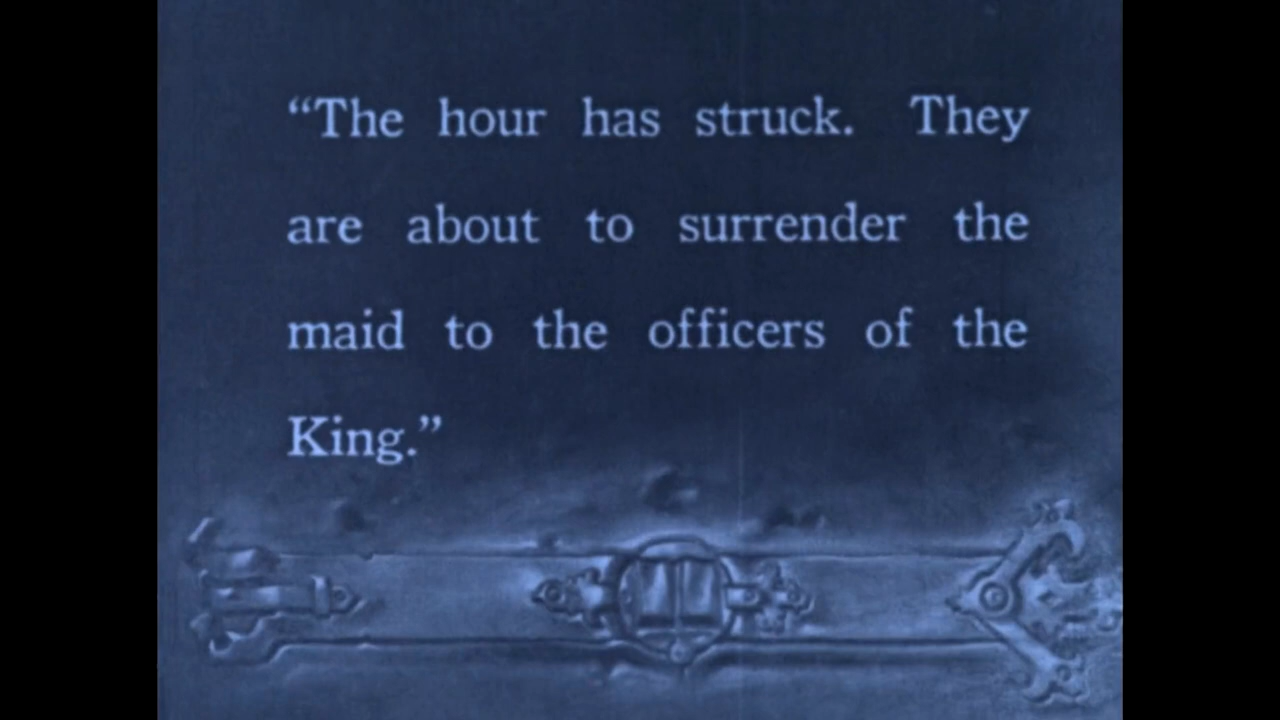 “The hour has struck. They
are about to surrender the
maid to the officers of the
King.”